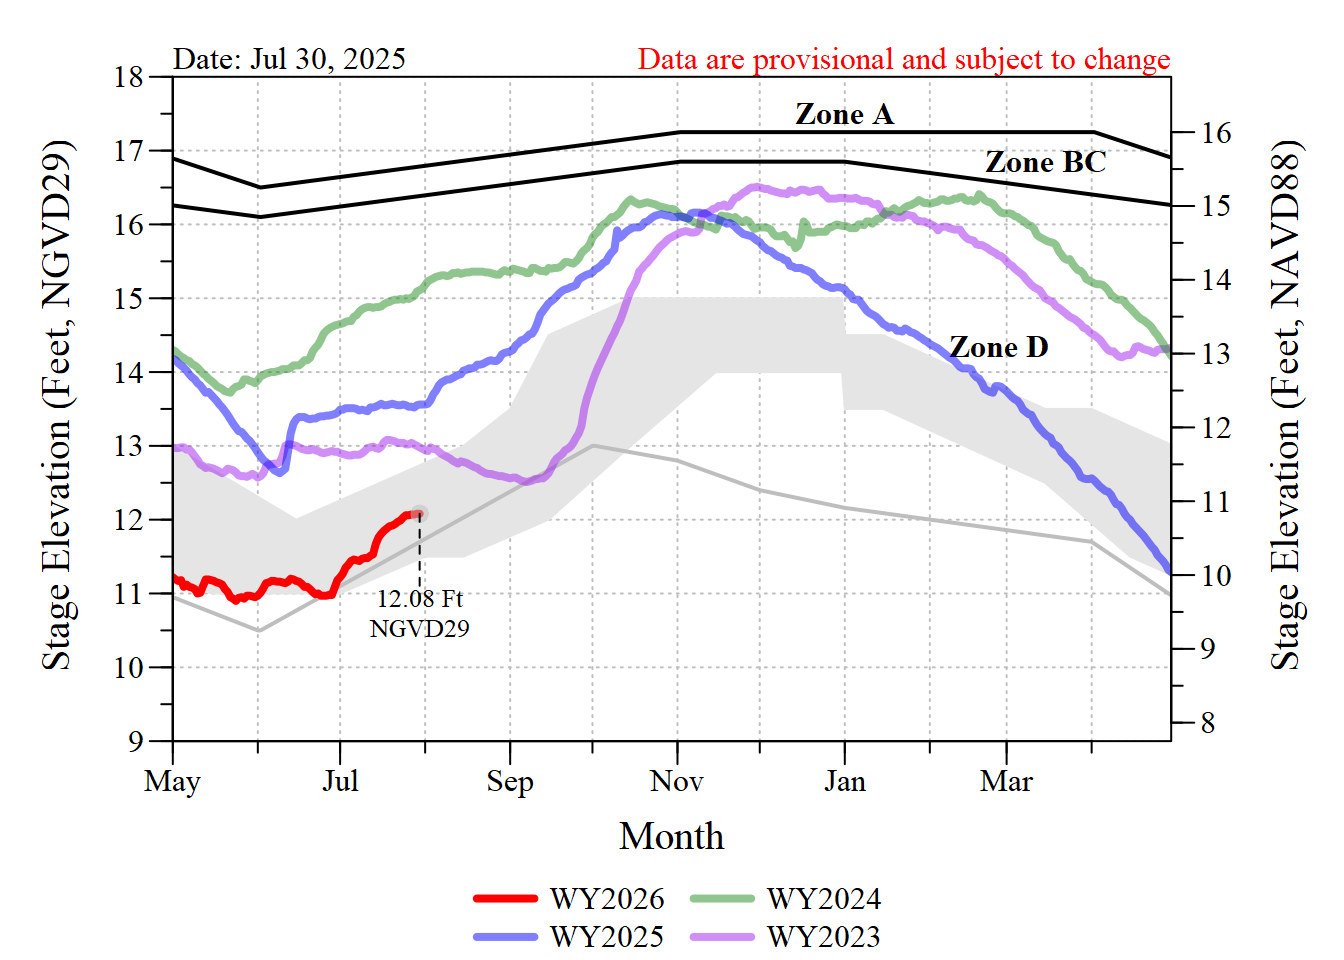 Date: Jul 30, 2025
Data are provisional and subject to change
Stage Elevation (Feet, NGVD29)
18
17
16
15
14
13
12
11
10
9
Zone A
Zone BC
Zone D
12.08 Ft
NGVD29
16
15
14
13
12
11
10
9
8
Stage Elevation (Feet, NAVD88)
May Jul Sep Nov Jan Mar
Month
WY2026 WY2024
WY2025 WY2023